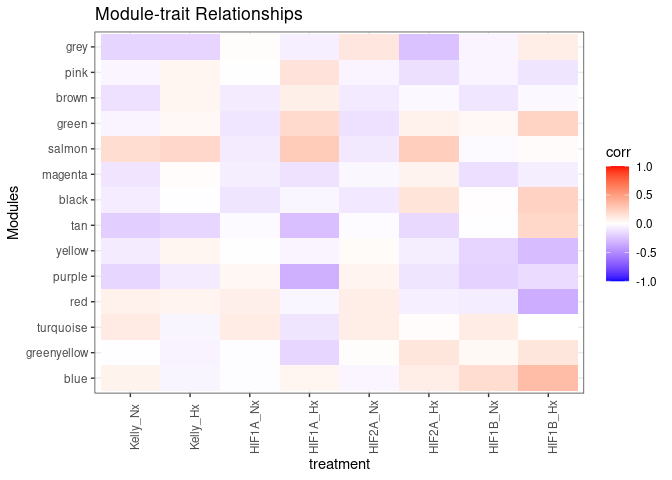 Module-trait Relationships
Modules
grey
pink
brown
green
salmon
magenta
black
tan
yellow
purple
red
turquoise
greenyellow
blue
Kelly_Nx
Kelly_Hx
HIF1A_Nx
HIF1A_Hx
HIF2A_Nx
HIF2A_Hx
HIF1B_Nx
HIF1B_Hx
treatment
corr
1.0
0.5
0.0
-0.5
-1.0